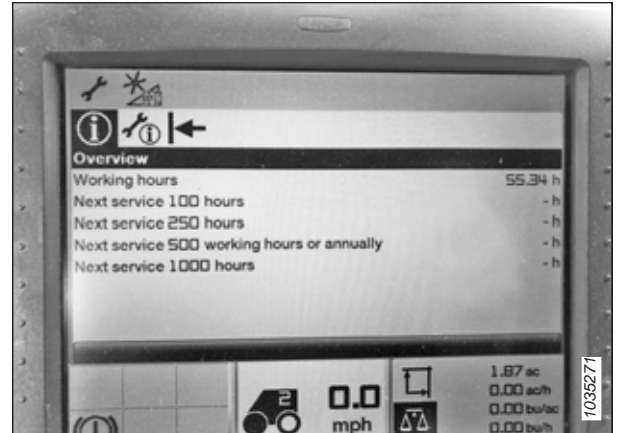 Overview
Working hours 55.34 h
Next service 100 hours - h
Next service 250 hours - h
Next service 500 working hours or annually - h
Next service 1000 hours - h
2
0.0
mph
1.87 ac
0.00 ac/h
0.00 bu/ac
0.00 bu/h
1035271